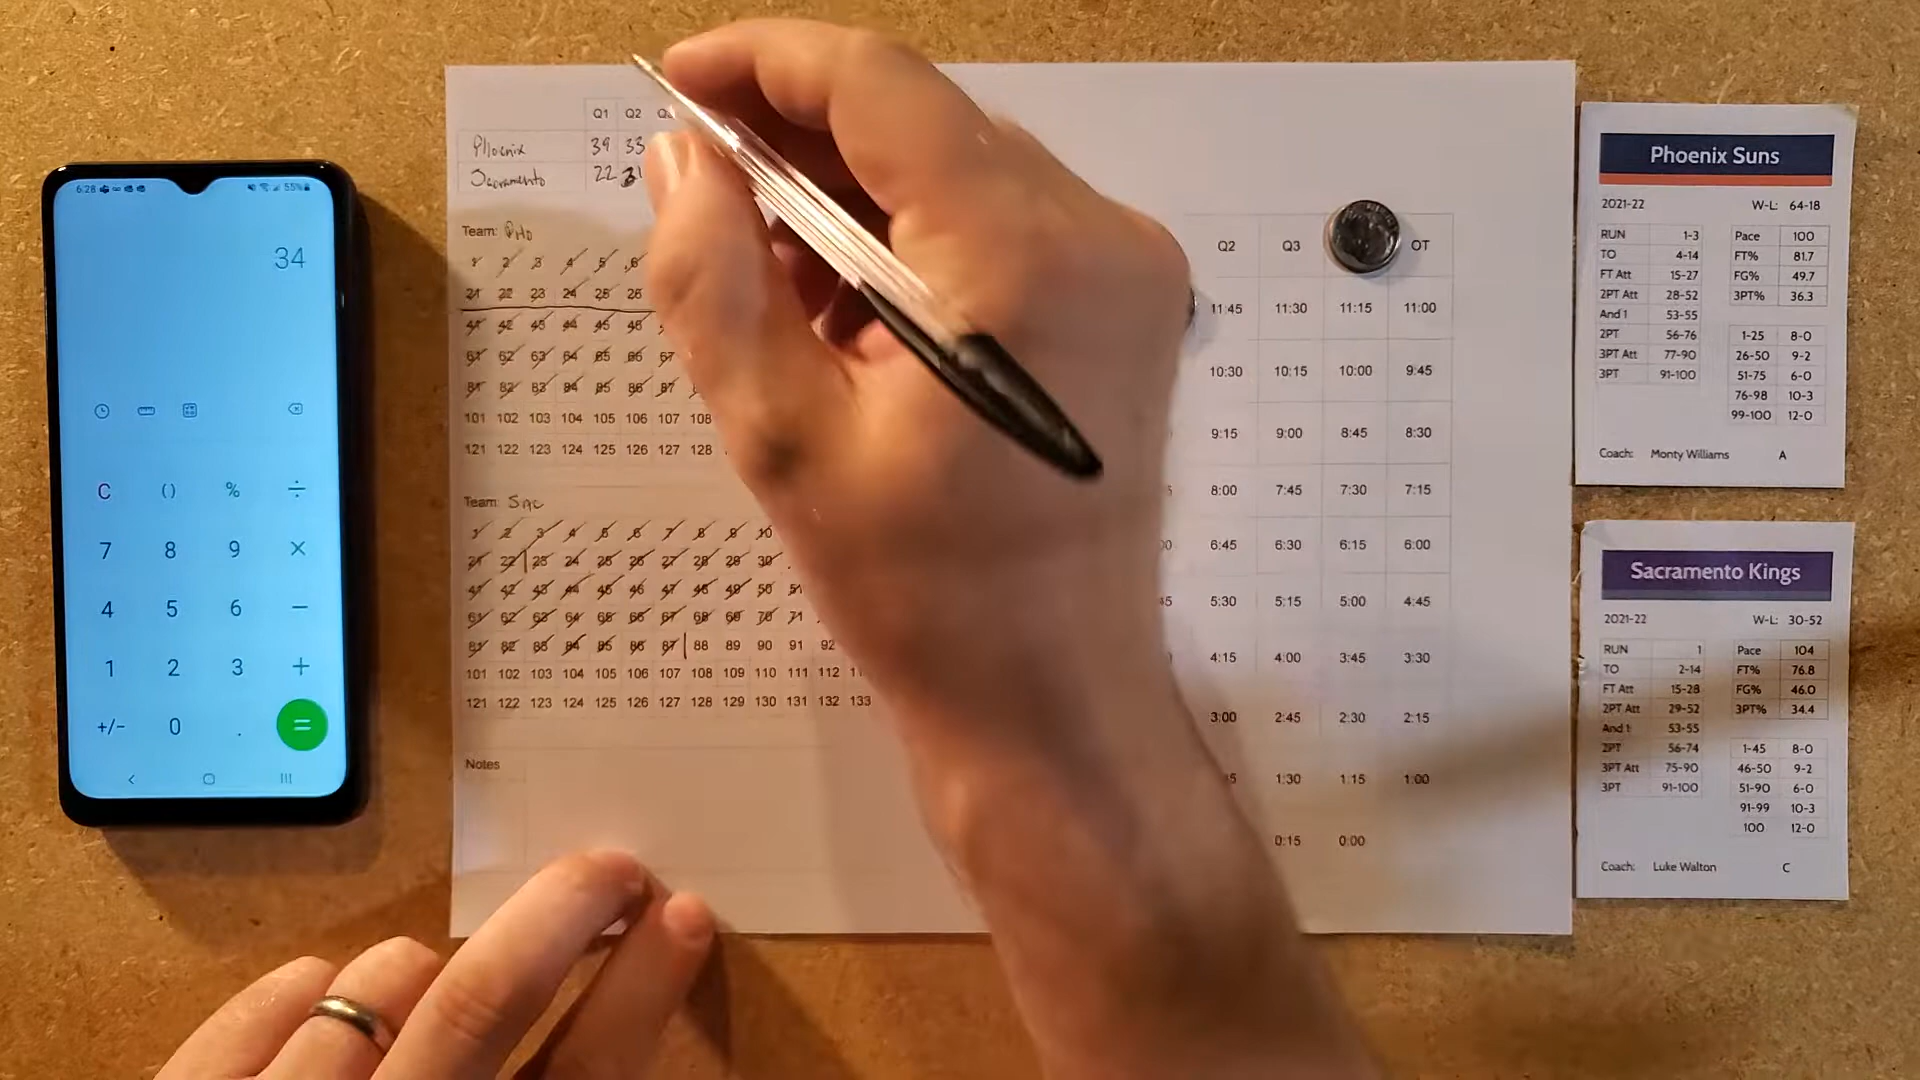 6:28 55%
34
C () % ÷
7 8 9 ×
4 5 6 −
1 2 3 +
+/− 0 . =
Q1 Q2
Phoenix 39 33
Sacramento 22 31
Team: PHO
1 2 3 4 5 6
21 22 23 24 25 26
41 42 43 44 45 46
61 62 63 64 65 66 67
81 82 83 84 85 86 87
101 102 103 104 105 106 107 108
121 122 123 124 125 126 127 128
Team: SAC
1 2 3 4 5 6 7 8 9 10
21 22 23 24 25 26 27 28 29 30
41 42 43 44 45 46 47 48 49 50 51
61 62 63 64 65 66 67 68 69 70 71
81 82 83 84 85 86 87 88 89 90 91 92
101 102 103 104 105 106 107 108 109 110 111 112
121 122 123 124 125 126 127 128 129 130 131 132 133
Notes
Q2 Q3 OT
11:45 11:30 11:15 11:00
10:30 10:15 10:00 9:45
9:15 9:00 8:45 8:30
8:00 7:45 7:30 7:15
6:45 6:30 6:15 6:00
5:30 5:15 5:00 4:45
4:15 4:00 3:45 3:30
3:00 2:45 2:30 2:15
1:30 1:15 1:00
0:15 0:00
Phoenix Suns
2021-22 W-L: 64-18
RUN 1-3 Pace 100
TO 4-14 FT% 81.7
FT Att 15-27 FG% 49.7
2PT Att 28-52 3PT% 36.3
And 1 53-55
2PT 56-76 1-25 8-0
3PT Att 77-90 26-50 9-2
3PT 91-100 51-75 6-0
76-98 10-3
99-100 12-0
Coach: Monty Williams A
Sacramento Kings
2021-22 W-L: 30-52
RUN 1 Pace 104
TO 2-14 FT% 76.8
FT Att 15-28 FG% 46.0
2PT Att 29-52 3PT% 34.4
And 1 53-55
2PT 56-74 1-45 8-0
3PT Att 75-90 46-50 9-2
3PT 91-100 51-90 6-0
91-99 10-3
100 12-0
Coach: Luke Walton C